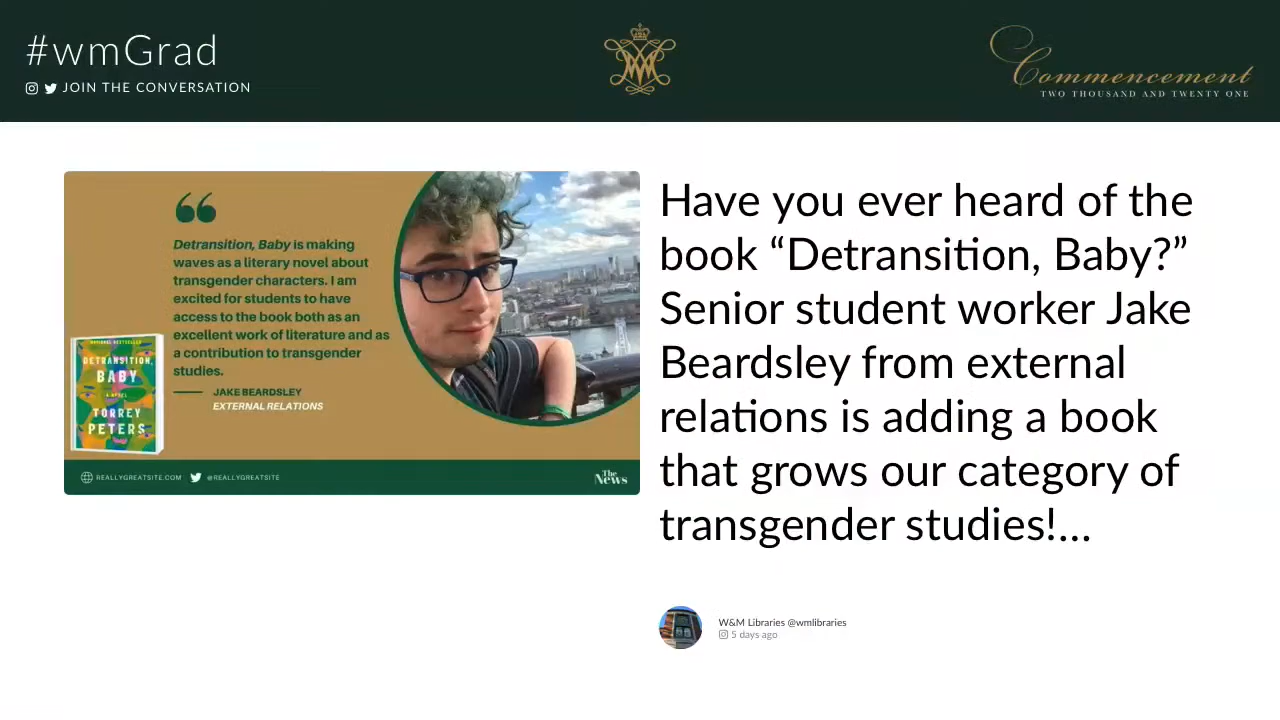 #wmGrad
JOIN THE CONVERSATION
Commencement
TWO THOUSAND AND TWENTY ONE
Detransition, Baby is making
waves as a literary novel about
transgender characters. I am
excited for students to have
access to the book both as an
excellent work of literature and as
a contribution to transgender
studies.
JAKE BEARDSLEY
EXTERNAL RELATIONS
NATIONAL BESTSELLER
DETRANSITION,
BABY
A NOVEL
TORREY
PETERS
REALLYGREATSITE.COM
@REALLYGREATSITE
The
News
Have you ever heard of the
book “Detransition, Baby?”
Senior student worker Jake
Beardsley from external
relations is adding a book
that grows our category of
transgender studies!...
W&M Libraries @wmlibraries
5 days ago